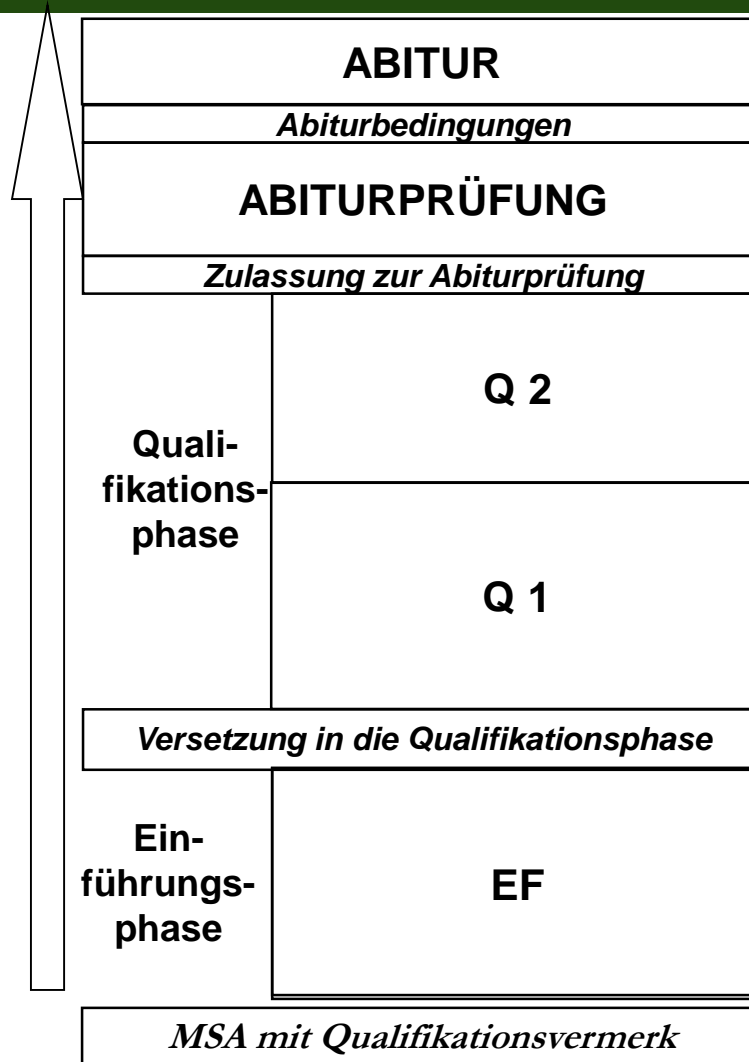 ABITUR
Abiturbedingungen
ABITURPRÜFUNG
Zulassung zur Abiturprüfung
Q 2
Quali-
fikations-
phase
Q 1
Versetzung in die Qualifikationsphase
Ein-
führungs-
phase
EF
MSA mit Qualifikationsvermerk